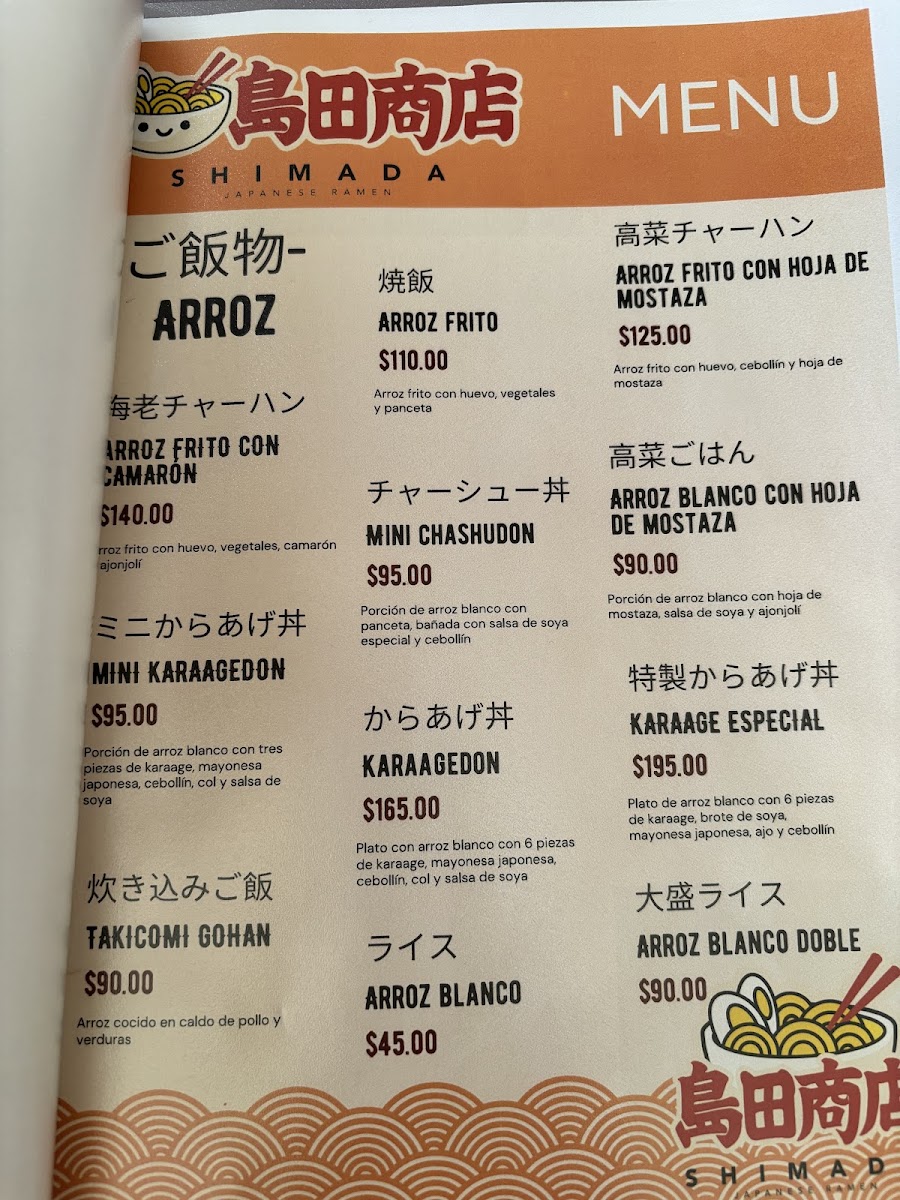 島田商店
SHIMADA
JAPANESE RAMEN
MENU
ご飯物-
ARROZ
海老チャーハン
ARROZ FRITO CON
CAMARÓN
$140.00
rroz frito con huevo, vegetales, camarón
ajonjolí
ミニからあげ丼
MINI KARAAGEDON
$95.00
Porción de arroz blanco con tres
piezas de karaage, mayonesa
japonesa, cebollín, col y salsa de
soya
炊き込みご飯
TAKICOMI GOHAN
$90.00
Arroz cocido en caldo de pollo y
verduras
焼飯
ARROZ FRITO
$110.00
Arroz frito con huevo, vegetales
y panceta
チャーシュー丼
MINI CHASHUDON
$95.00
Porción de arroz blanco con
panceta, bañada con salsa de soya
especial y cebollín
からあげ丼
KARAAGEDON
$165.00
Plato con arroz blanco con 6 piezas
de karaage, mayonesa japonesa,
cebollín, col y salsa de soya
ライス
ARROZ BLANCO
$45.00
高菜チャーハン
ARROZ FRITO CON HOJA DE
MOSTAZA
$125.00
Arroz frito con huevo, cebollín y hoja de
mostaza
高菜ごはん
ARROZ BLANCO CON HOJA
DE MOSTAZA
$90.00
Porción de arroz blanco con hoja de
mostaza, salsa de soya y ajonjolí
特製からあげ丼
KARAAGE ESPECIAL
$195.00
Plato de arroz blanco con 6 piezas
de karaage, brote de soya,
mayonesa japonesa, ajo y cebollín
大盛ライス
ARROZ BLANCO DOBLE
$90.00
島田商店
SHIMAD
JAPANESE RAMEN